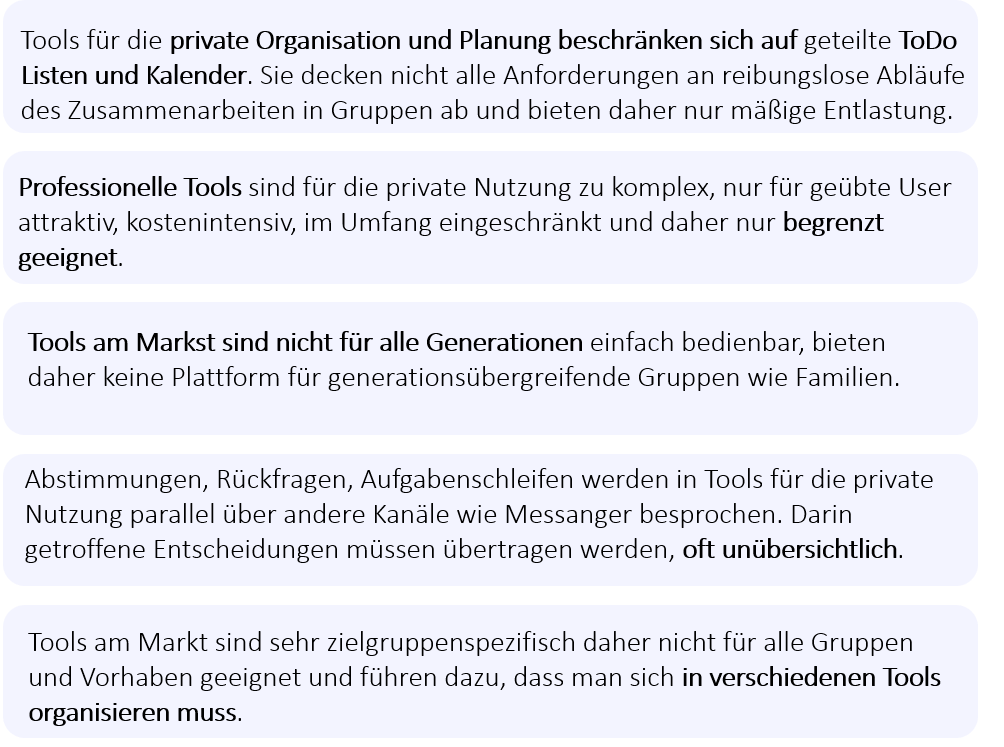 Tools für die private Organisation und Planung beschränken sich auf geteilte ToDo
Listen und Kalender. Sie decken nicht alle Anforderungen an reibungslose Abläufe
des Zusammenarbeiten in Gruppen ab und bieten daher nur mäßige Entlastung.
Professionelle Tools sind für die private Nutzung zu komplex, nur für geübte User
attraktiv, kostenintensiv, im Umfang eingeschränkt und daher nur begrenzt
geeignet.
Tools am Markst sind nicht für alle Generationen einfach bedienbar, bieten
daher keine Plattform für generationsübergreifende Gruppen wie Familien.
Abstimmungen, Rückfragen, Aufgabenschleifen werden in Tools für die private
Nutzung parallel über andere Kanäle wie Messanger besprochen. Darin
getroffene Entscheidungen müssen übertragen werden, oft unübersichtlich.
Tools am Markt sind sehr zielgruppenspezifisch daher nicht für alle Gruppen
und Vorhaben geeignet und führen dazu, dass man sich in verschiedenen Tools
organisieren muss.